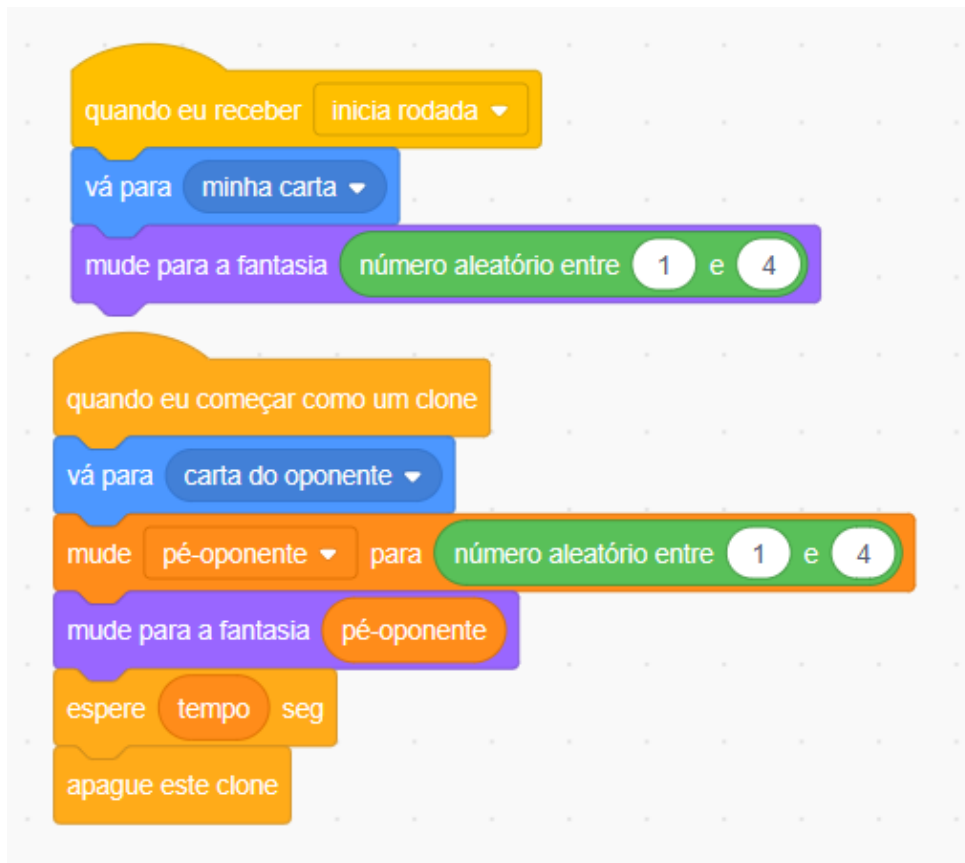 quando eu receber inicia rodada
vá para minha carta
mude para a fantasia número aleatório entre 1 e 4
quando eu começar como um clone
vá para carta do oponente
mude pé-oponente para número aleatório entre 1 e 4
mude para a fantasia pé-oponente
espere tempo seg
apague este clone